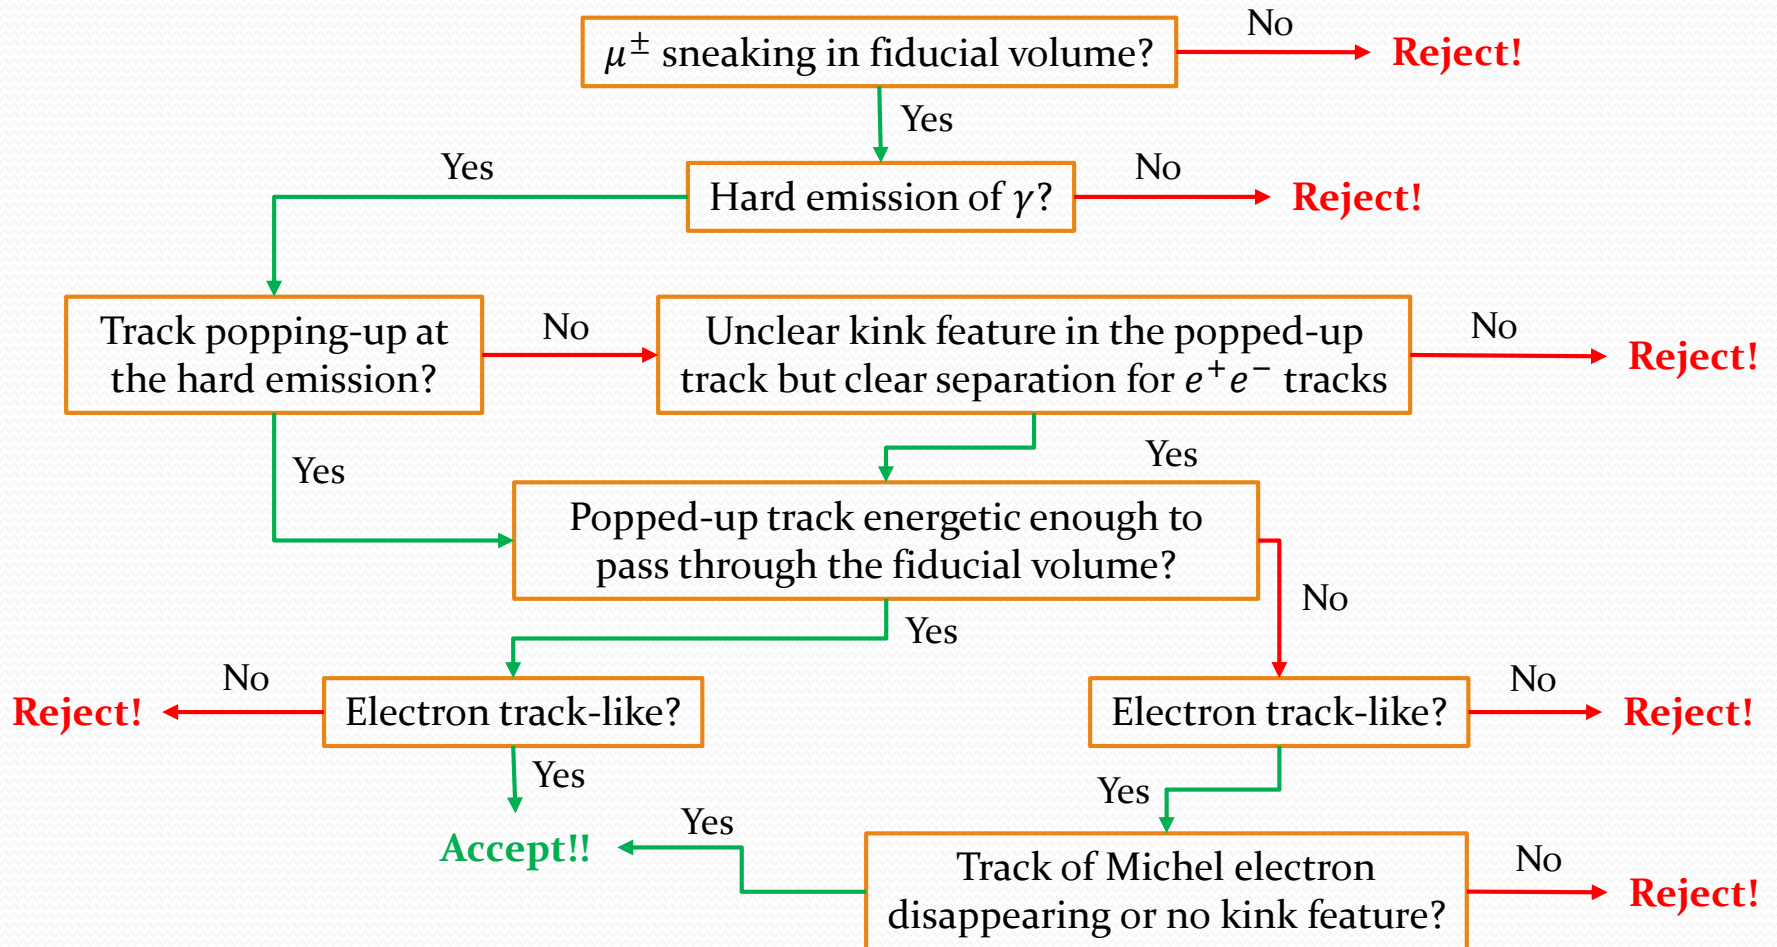 μ± sneaking in fiducial volume?
No
Reject!
Yes
Yes
Hard emission of γ?
No
Reject!
Track popping-up at
the hard emission?
No
Unclear kink feature in the popped-up
track but clear separation for e⁺e⁻ tracks
No
Reject!
Yes
Yes
Popped-up track energetic enough to
pass through the fiducial volume?
No
Yes
Reject!
No
Electron track-like?
Electron track-like?
No
Reject!
Yes
Yes
Accept!!
Yes
Track of Michel electron
disappearing or no kink feature?
No
Reject!